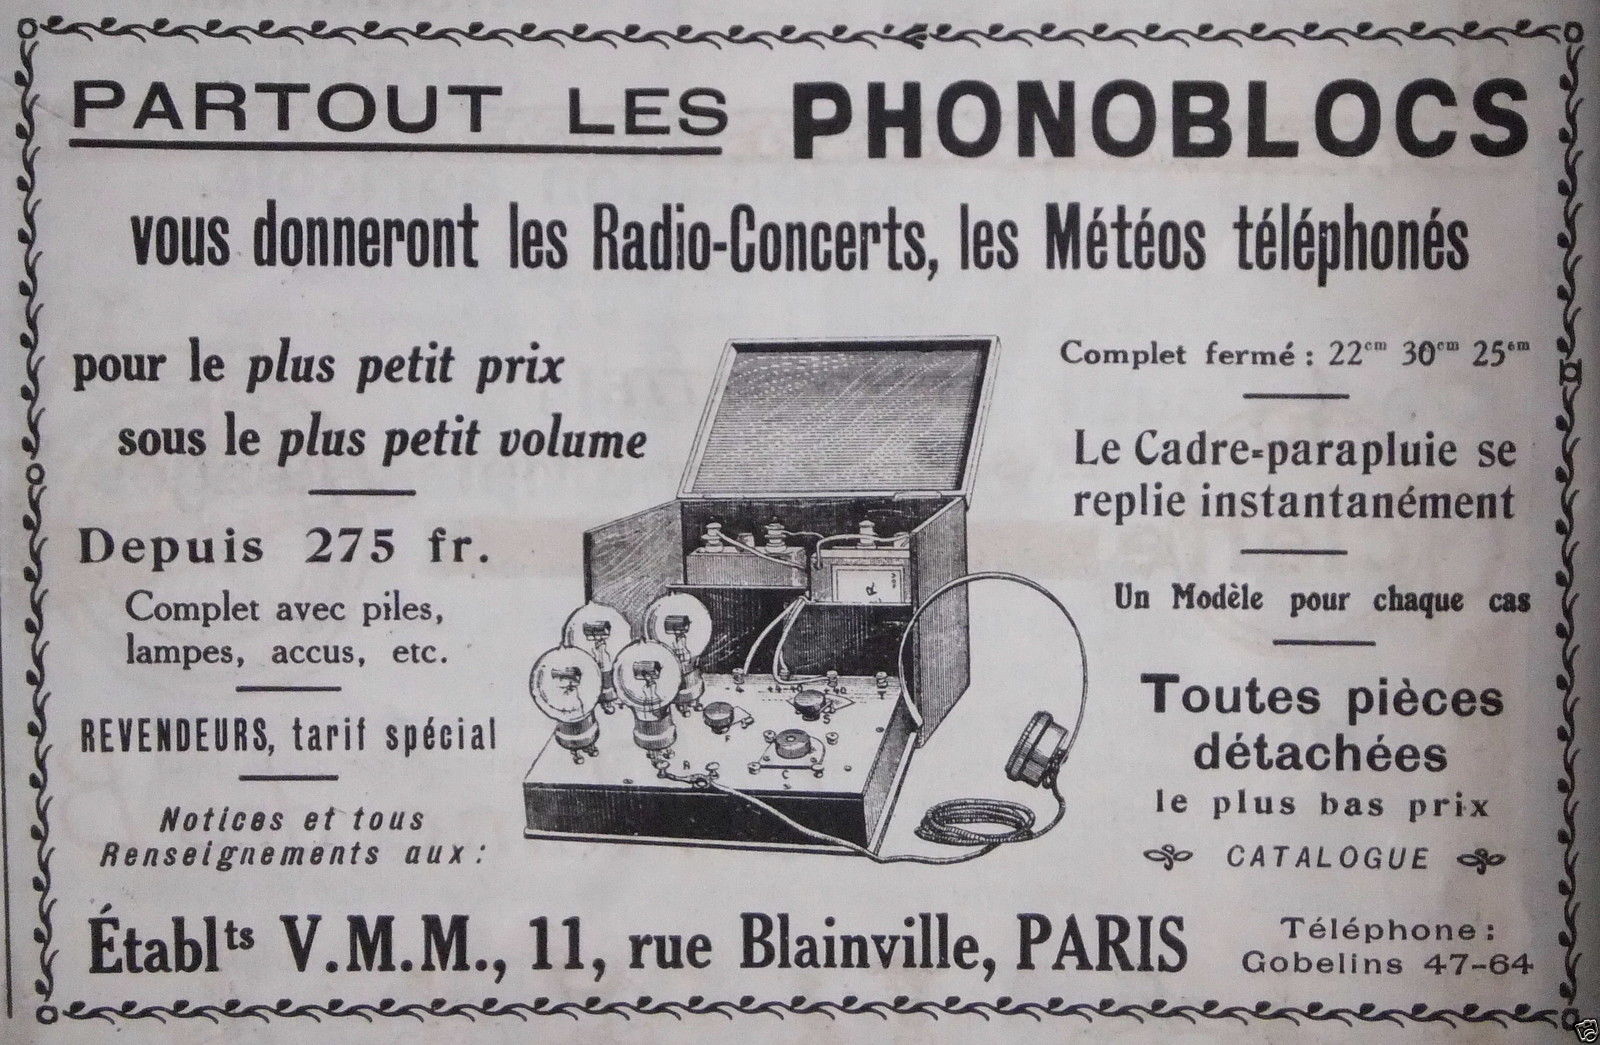 PARTOUT LES PHONOBLOCS
vous donneront les Radio-Concerts, les Météos téléphonés
pour le plus petit prix
sous le plus petit volume
Depuis 275 fr.
Complet avec piles,
lampes, accus, etc.
REVENDEURS, tarif spécial
Notices et tous
Renseignements aux :
Complet fermé : 22cm 30cm 25cm
Le Cadre-parapluie se
replie instantanément
Un Modèle pour chaque cas
Toutes pièces
détachées
le plus bas prix
CATALOGUE
Établts V.M.M., 11, rue Blainville, PARIS
Téléphone :
Gobelins 47-64